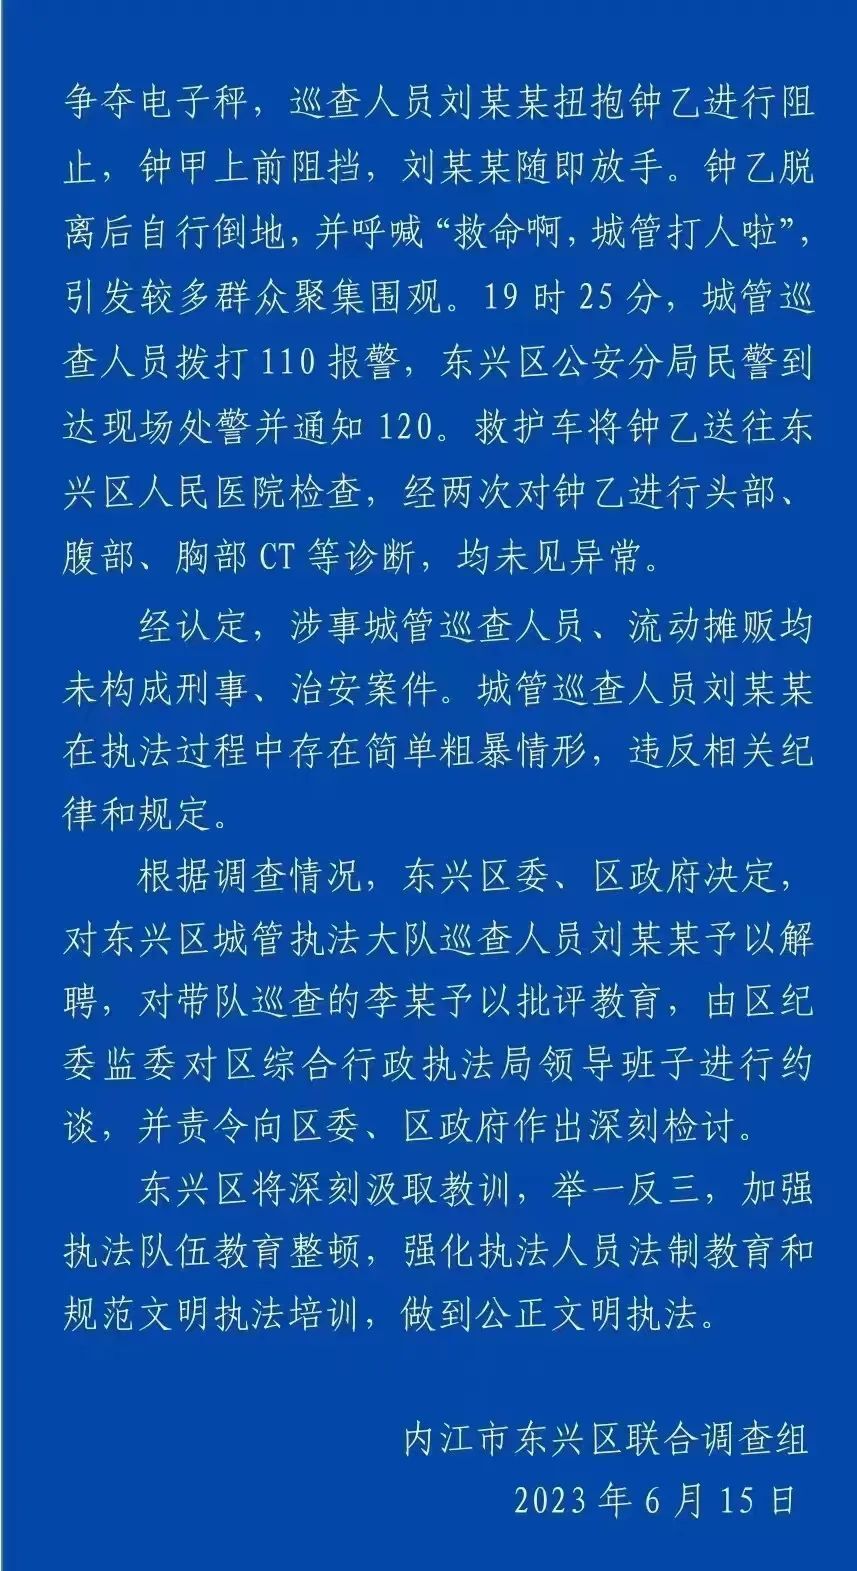 争夺电子秤，巡查人员刘某某扭抱钟乙进行阻
止，钟甲上前阻挡，刘某某随即放手。钟乙脱
离后自行倒地，并呼喊“救命啊，城管打人啦”，
引发较多群众聚集围观。19 时 25 分，城管巡
查人员拨打 110 报警，东兴区公安分局民警到
达现场处警并通知 120。救护车将钟乙送往东
兴区人民医院检查，经两次对钟乙进行头部、
腹部、胸部 CT 等诊断，均未见异常。
经认定，涉事城管巡查人员、流动摊贩均
未构成刑事、治安案件。城管巡查人员刘某某
在执法过程中存在简单粗暴情形，违反相关纪
律和规定。
根据调查情况，东兴区委、区政府决定，
对东兴区城管执法大队巡查人员刘某某予以解
聘，对带队巡查的李某予以批评教育，由区纪
委监委对区综合行政执法局领导班子进行约
谈，并责令向区委、区政府作出深刻检讨。
东兴区将深刻汲取教训，举一反三，加强
执法队伍教育整顿，强化执法人员法制教育和
规范文明执法培训，做到公正文明执法。
内江市东兴区联合调查组
2023 年 6 月 15 日